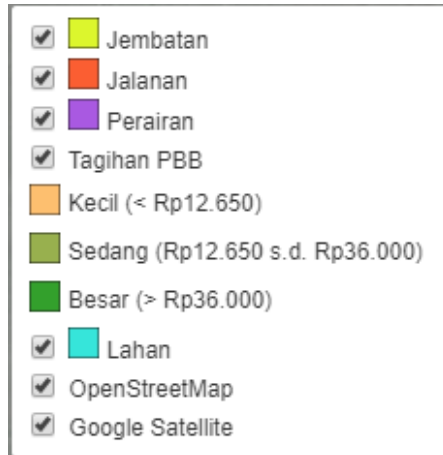 Jembatan
Jalanan
Perairan
Tagihan PBB
Kecil (< Rp12.650)
Sedang (Rp12.650 s.d. Rp36.000)
Besar (> Rp36.000)
Lahan
OpenStreetMap
Google Satellite